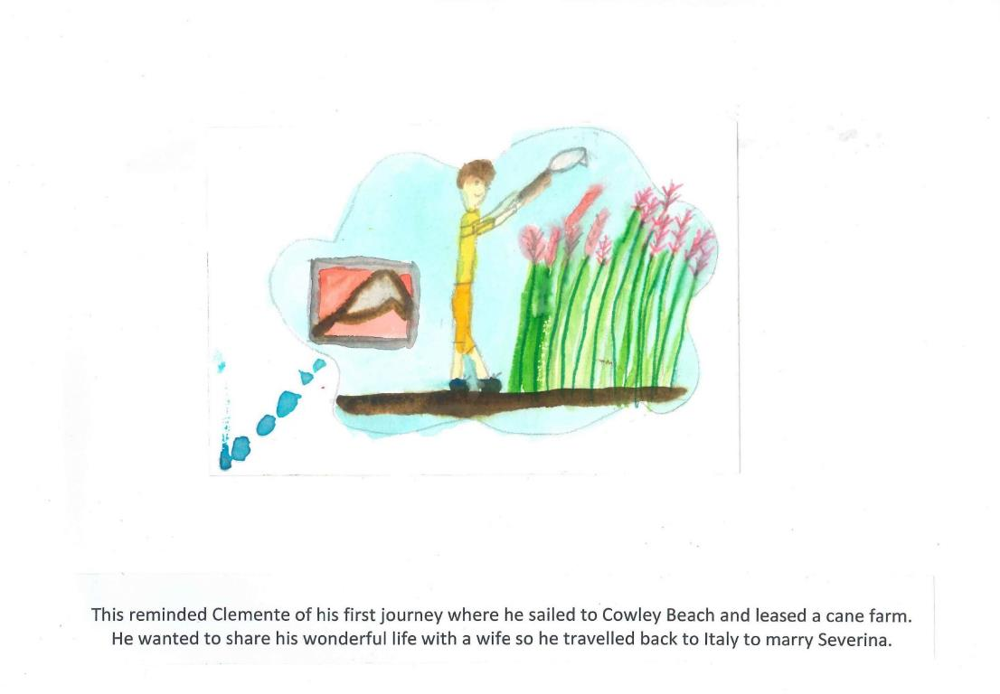 This reminded Clemente of his first journey where he sailed to Cowley Beach and leased a cane farm.
He wanted to share his wonderful life with a wife so he travelled back to Italy to marry Severina.